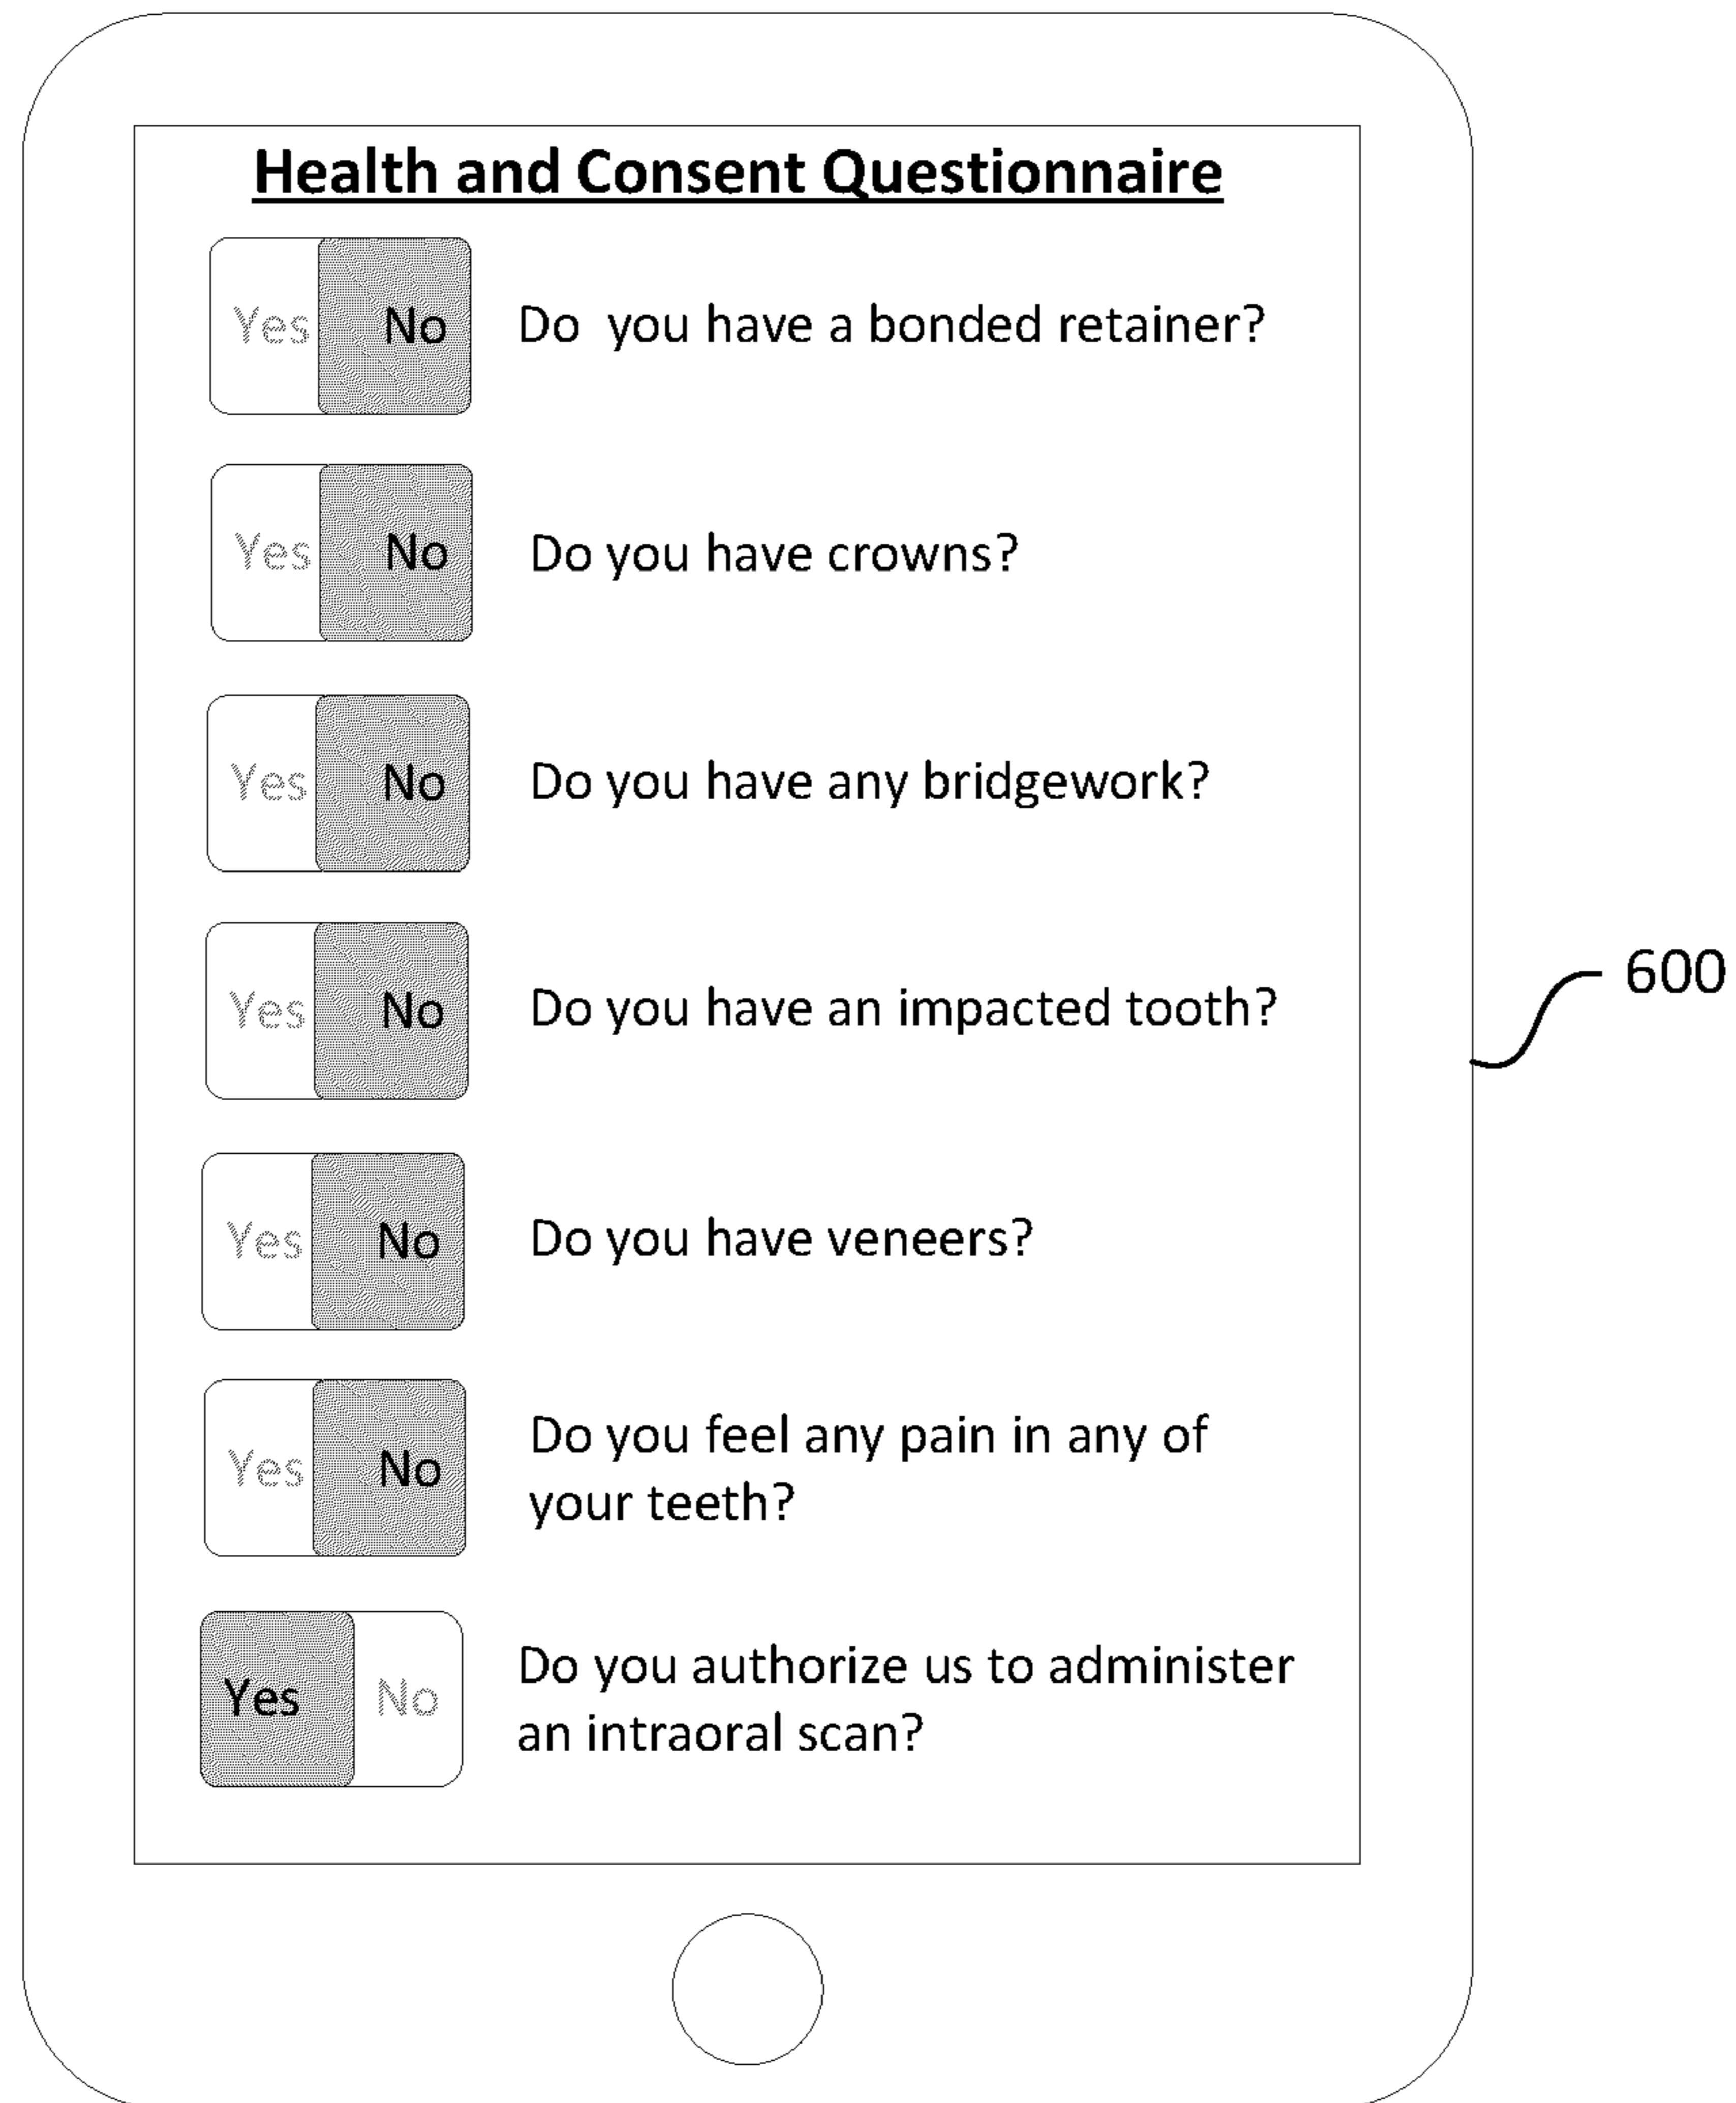 Health and Consent Questionnaire
Yes No Do you have a bonded retainer?
Yes No Do you have crowns?
Yes No Do you have any bridgework?
Yes No Do you have an impacted tooth?
Yes No Do you have veneers?
Yes No Do you feel any pain in any of
your teeth?
Yes No Do you authorize us to administer
an intraoral scan?
600